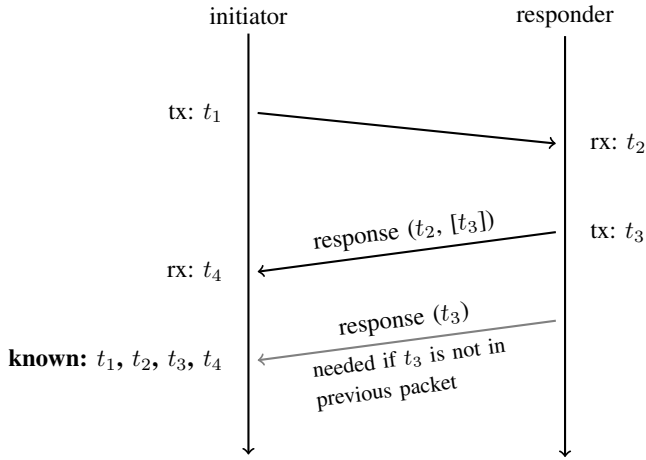 initiator
responder
tx: t₁
rx: t₂
response (t₂, [t₃])
tx: t₃
rx: t₄
response (t₃)
known: t₁, t₂, t₃, t₄
needed if t₃ is not in
previous packet